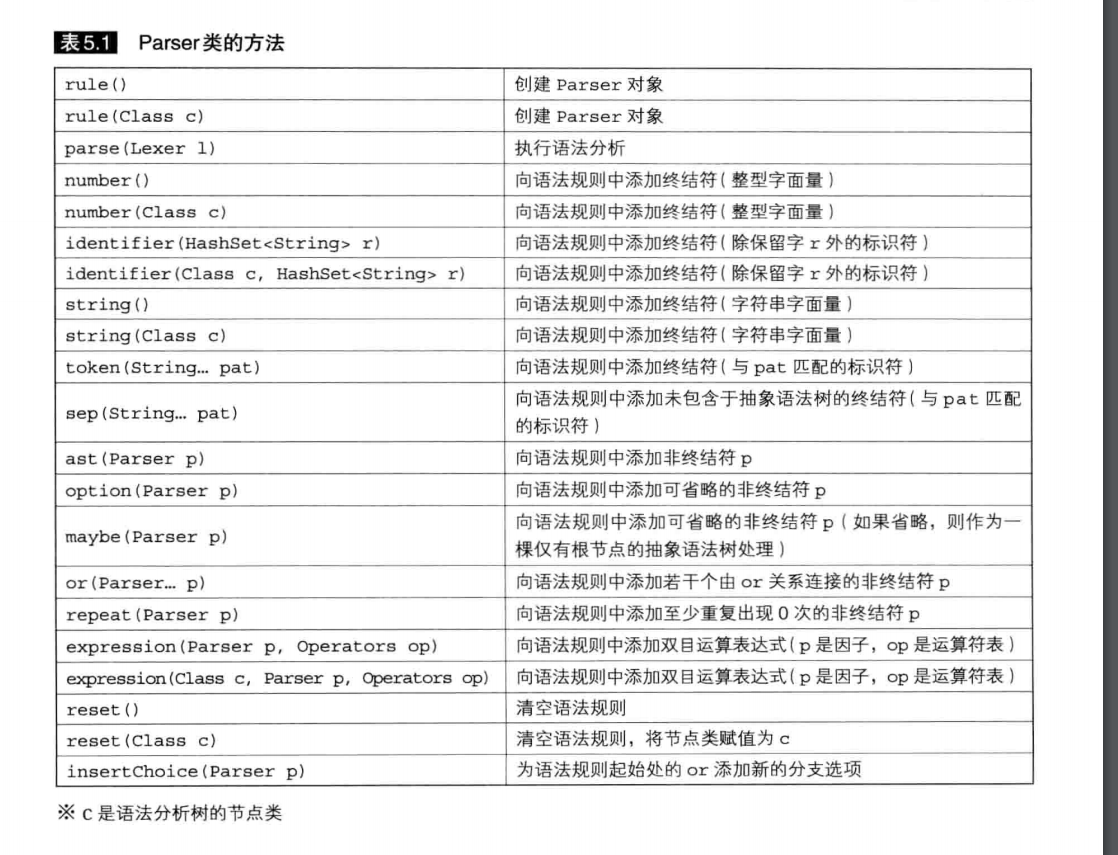 表5.1 Parser类的方法
rule() 创建 Parser 对象
rule(Class c) 创建 Parser 对象
parse(Lexer l) 执行语法分析
number() 向语法规则中添加终结符(整型字面量)
number(Class c) 向语法规则中添加终结符(整型字面量)
identifier(HashSet<String> r) 向语法规则中添加终结符(除保留字 r 外的标识符)
identifier(Class c, HashSet<String> r) 向语法规则中添加终结符(除保留字 r 外的标识符)
string() 向语法规则中添加终结符(字符串字面量)
string(Class c) 向语法规则中添加终结符(字符串字面量)
token(String… pat) 向语法规则中添加终结符(与 pat 匹配的标识符)
sep(String… pat) 向语法规则中添加未包含于抽象语法树的终结符(与 pat 匹配
的标识符)
ast(Parser p) 向语法规则中添加非终结符 p
option(Parser p) 向语法规则中添加可省略的非终结符 p
maybe(Parser p) 向语法规则中添加可省略的非终结符 p(如果省略，则作为一
棵仅有根节点的抽象语法树处理)
or(Parser… p) 向语法规则中添加若干个由 or 关系连接的非终结符 p
repeat(Parser p) 向语法规则中添加至少重复出现 0 次的非终结符 p
expression(Parser p, Operators op) 向语法规则中添加双目运算表达式(p 是因子，op 是运算符表)
expression(Class c, Parser p, Operators op) 向语法规则中添加双目运算表达式(p 是因子，op 是运算符表)
reset() 清空语法规则
reset(Class c) 清空语法规则，将节点类赋值为 c
insertChoice(Parser p) 为语法规则起始处的 or 添加新的分支选项
※ c 是语法分析树的节点类